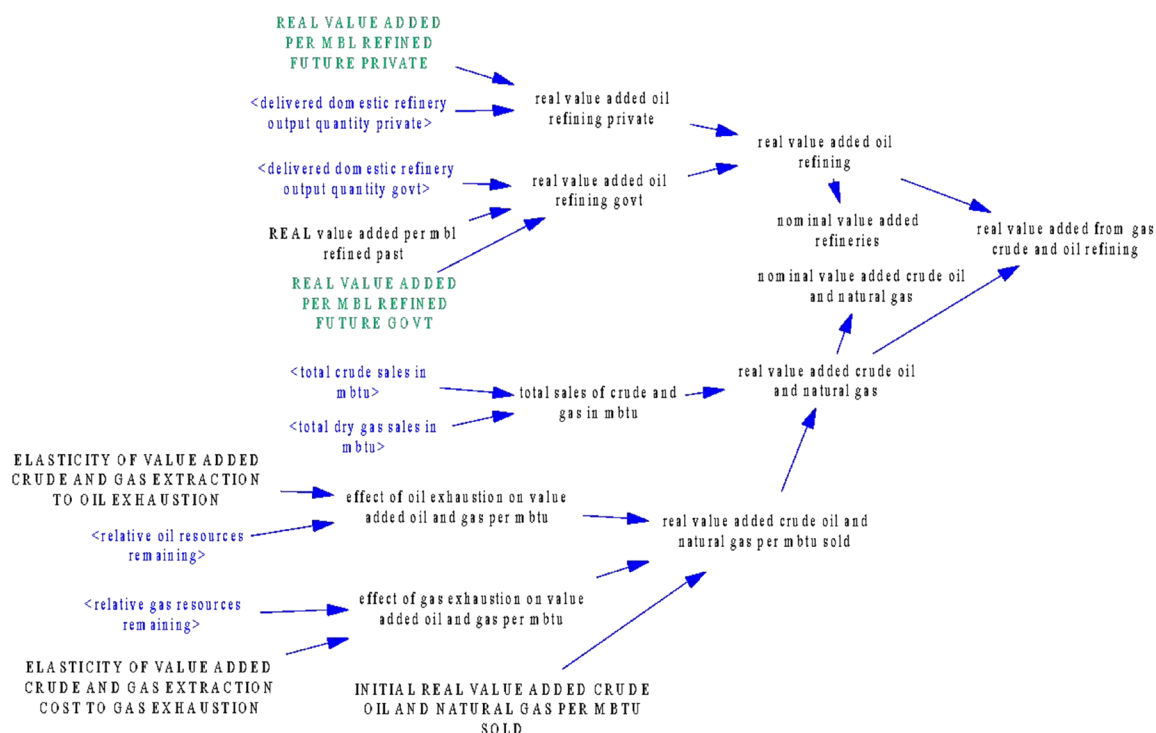 REAL VALUE ADDED
PER MBL REFINED
FUTURE PRIVATE
<delivered domestic refinery
output quantity private>
real value added oil
refining private
real value added oil
refining
<delivered domestic refinery
output quantity govt>
real value added oil
refining govt
REAL value added per mbl
refined past
nominal value added
refineries
real value added from gas
crude and oil refining
REAL VALUE ADDED
PER MBL REFINED
FUTURE GOVT
nominal value added crude oil
and natural gas
<total crude sales in
mbtu>
total sales of crude and
gas in mbtu
real value added crude oil
and natural gas
<total dry gas sales in
mbtu>
ELASTICITY OF VALUE ADDED
CRUDE AND GAS EXTRACTION
TO OIL EXHAUSTION
effect of oil exhaustion on value
added oil and gas per mbtu
<relative oil resources
remaining>
real value added crude oil and
natural gas per mbtu sold
<relative gas resources
remaining>
effect of gas exhaustion on value
added oil and gas per mbtu
ELASTICITY OF VALUE ADDED
CRUDE AND GAS EXTRACTION
COST TO GAS EXHAUSTION
INITIAL REAL VALUE ADDED CRUDE
OIL AND NATURAL GAS PER MBTU
SOLD